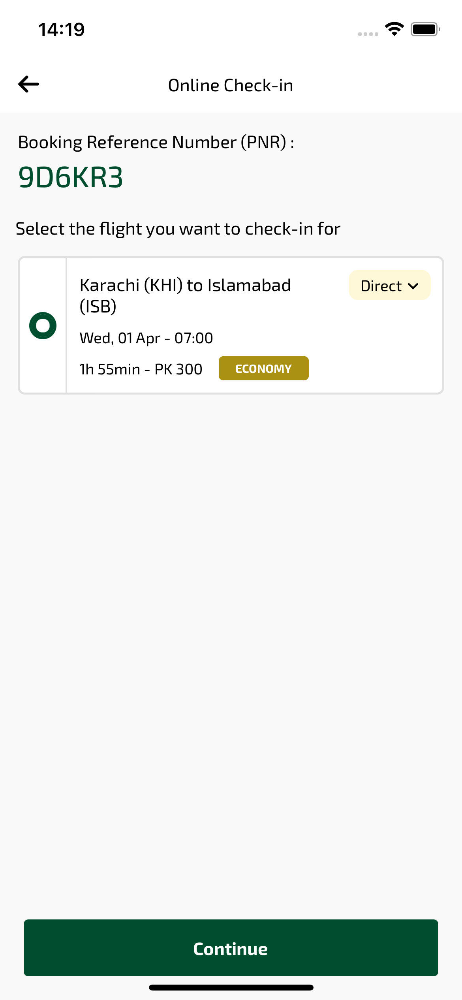 14:19
Online Check-in
Booking Reference Number (PNR) :
9D6KR3
Select the flight you want to check-in for
Karachi (KHI) to Islamabad
(ISB)
Direct
Wed, 01 Apr - 07:00
1h 55min - PK 300
ECONOMY
Continue